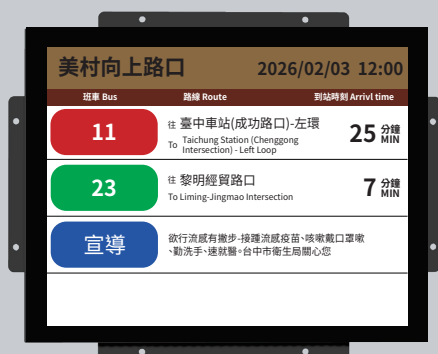 美村向上路口
2026/02/03 12:00
班車 Bus 路線 Route 到站時刻 Arrivl time
11
往 臺中車站(成功路口)-左環
To Taichung Station (Chenggong
Intersection) - Left Loop
25 分鐘
MIN
23
往 黎明經貿路口
To Liming-Jingmao Intersection
7 分鐘
MIN
宣導
欲行流感有撇步-接踵流感疫苗、咳嗽戴口罩嗽
、勤洗手、速就醫。台中市衛生局關心您